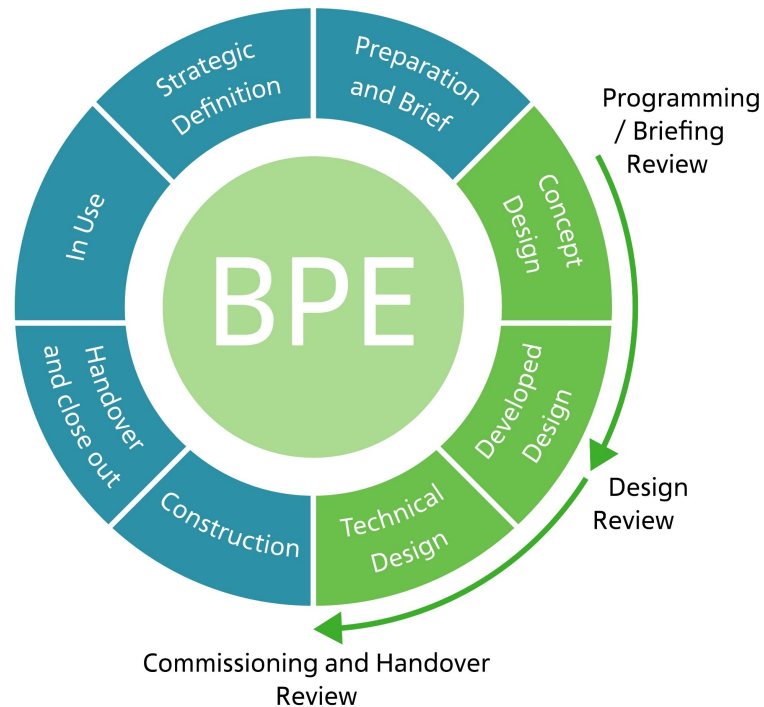 Strategic
Definition
Preparation
and Brief
Programming
/ Briefing
Review
Concept
Design
In Use
BPE
Developed
Design
Handover
and close out
Design
Review
Technical
Design
Construction
Commissioning and Handover
Review